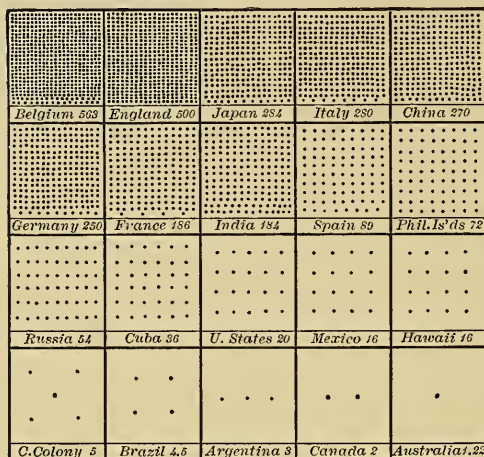 Belgium 563 England 500 Japan 284 Italy 280 China 270
Germany 250 France 186 India 184 Spain 89 Phil. Is'ds 72
Russia 54 Cuba 36 U. States 20 Mexico 16 Hawaii 16
C. Colony 5 Brazil 4.5 Argentina 3 Canada 2 Australia 1.22